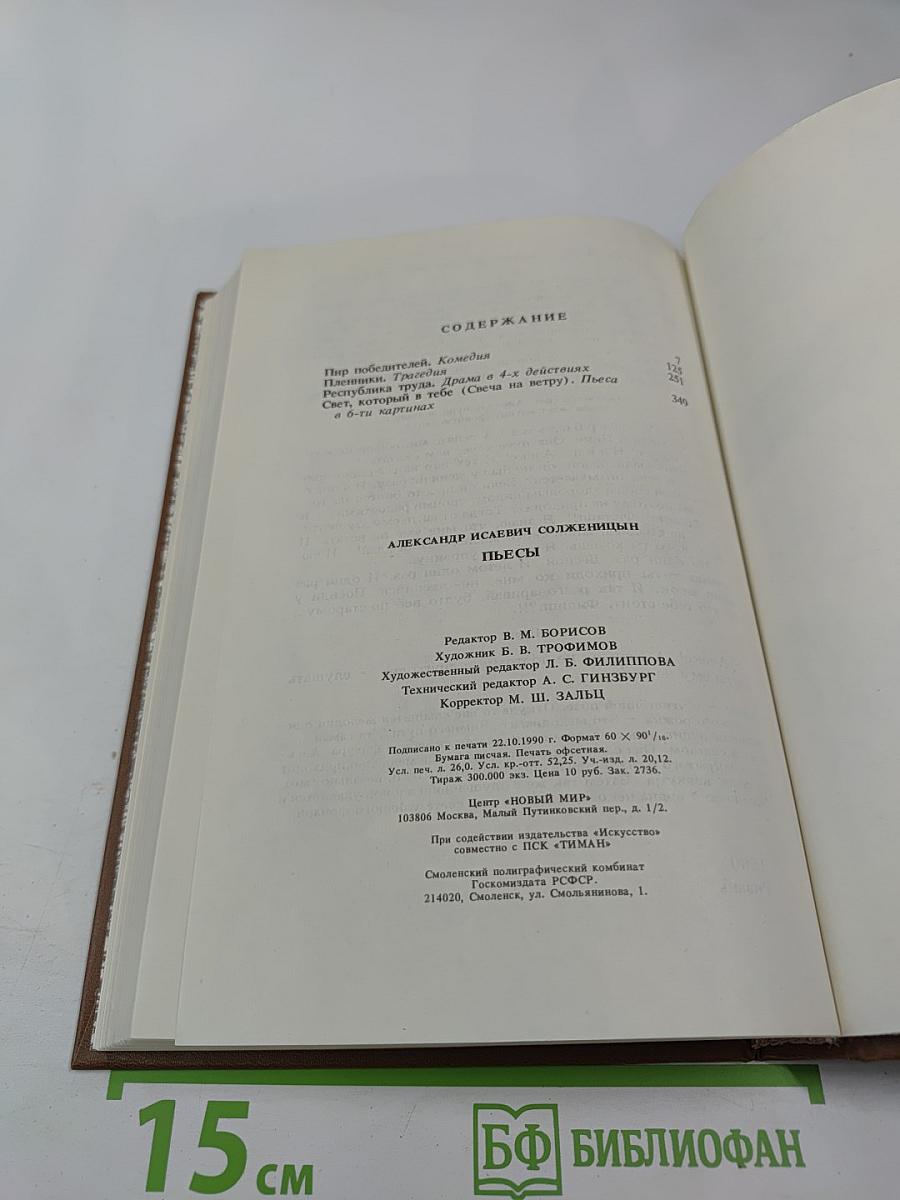 СОДЕРЖАНИЕ
Пир победителей. Комедия 7
Пленники. Трагедия 125
Республика труда. Драма в 4-х действиях 251
Свет, который в тебе (Свеча на ветру). Пьеса
в 6-ти картинах 349
АЛЕКСАНДР ИСАЕВИЧ СОЛЖЕНИЦЫН
ПЬЕСЫ
Редактор В. М. БОРИСОВ
Художник Б. В. ТРОФИМОВ
Художественный редактор Л. Б. ФИЛИППОВА
Технический редактор А. С. ГИНЗБУРГ
Корректор М. Ш. ЗАЛЬЦ
Подписано к печати 22.10.1990 г. Формат 60 × 90¹/₁₆.
Бумага писчая. Печать офсетная.
Усл. печ. л. 26,0. Усл. кр.-отт. 52,25. Уч.-изд. л. 20,12.
Тираж 300.000 экз. Цена 10 руб. Зак. 2736.
Центр «НОВЫЙ МИР»
103806 Москва, Малый Путинковский пер., д. 1/2.
При содействии издательства «Искусство»
совместно с ПСК «ТИМАН»
Смоленский полиграфический комбинат
Госкомиздата РСФСР.
214020, Смоленск, ул. Смольянинова, 1.
15 см
БФ БИБЛИОФАН